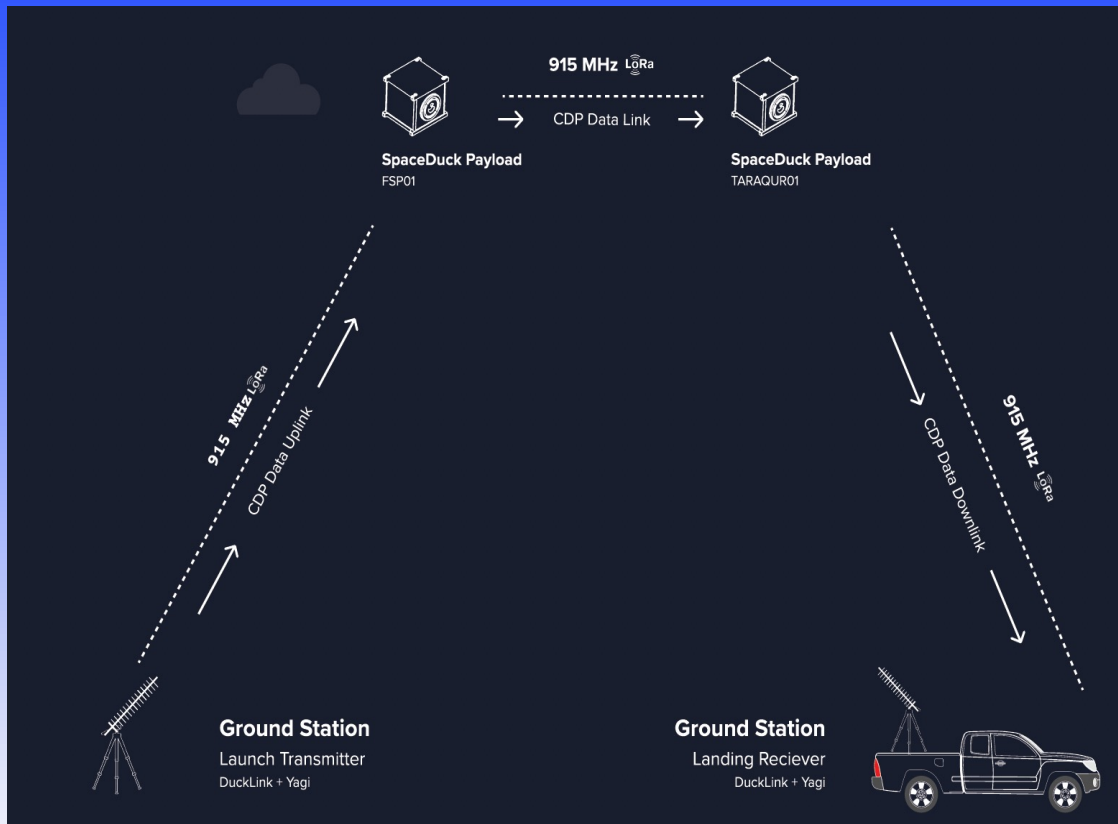 915 MHz LoRa
CDP Data Link
SpaceDuck Payload
FSP01
SpaceDuck Payload
TARAQUR01
915 MHz LoRa
CDP Data Uplink
CDP Data Downlink
915 MHz LoRa
Ground Station
Launch Transmitter
DuckLink + Yagi
Ground Station
Landing Reciever
DuckLink + Yagi